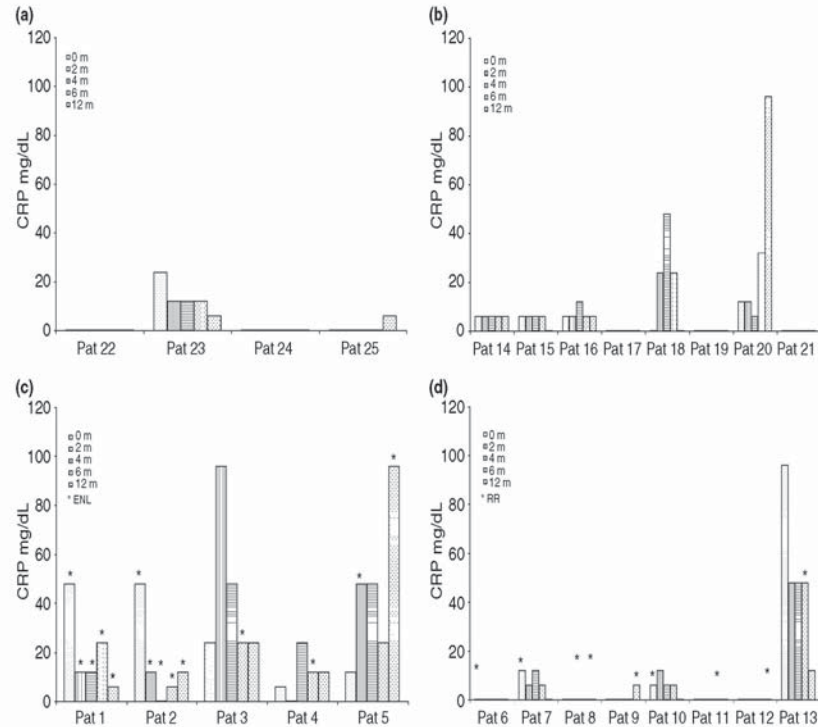 (a)
120
100
80
60
40
20
0
CRP mg/dL
0 m
2 m
4 m
6 m
12 m
Pat 22 Pat 23 Pat 24 Pat 25
(b)
120
100
80
60
40
20
0
CRP mg/dL
0 m
2 m
4 m
6 m
12 m
Pat 14 Pat 15 Pat 16 Pat 17 Pat 18 Pat 19 Pat 20 Pat 21
(c)
120
100
80
60
40
20
0
CRP mg/dL
0 m
2 m
4 m
6 m
12 m
* ENL
Pat 1 Pat 2 Pat 3 Pat 4 Pat 5
(d)
120
100
80
60
40
20
0
CRP mg/dL
0 m
2 m
4 m
6 m
12 m
* RR
Pat 6 Pat 7 Pat 8 Pat 9 Pat 10 Pat 11 Pat 12 Pat 13